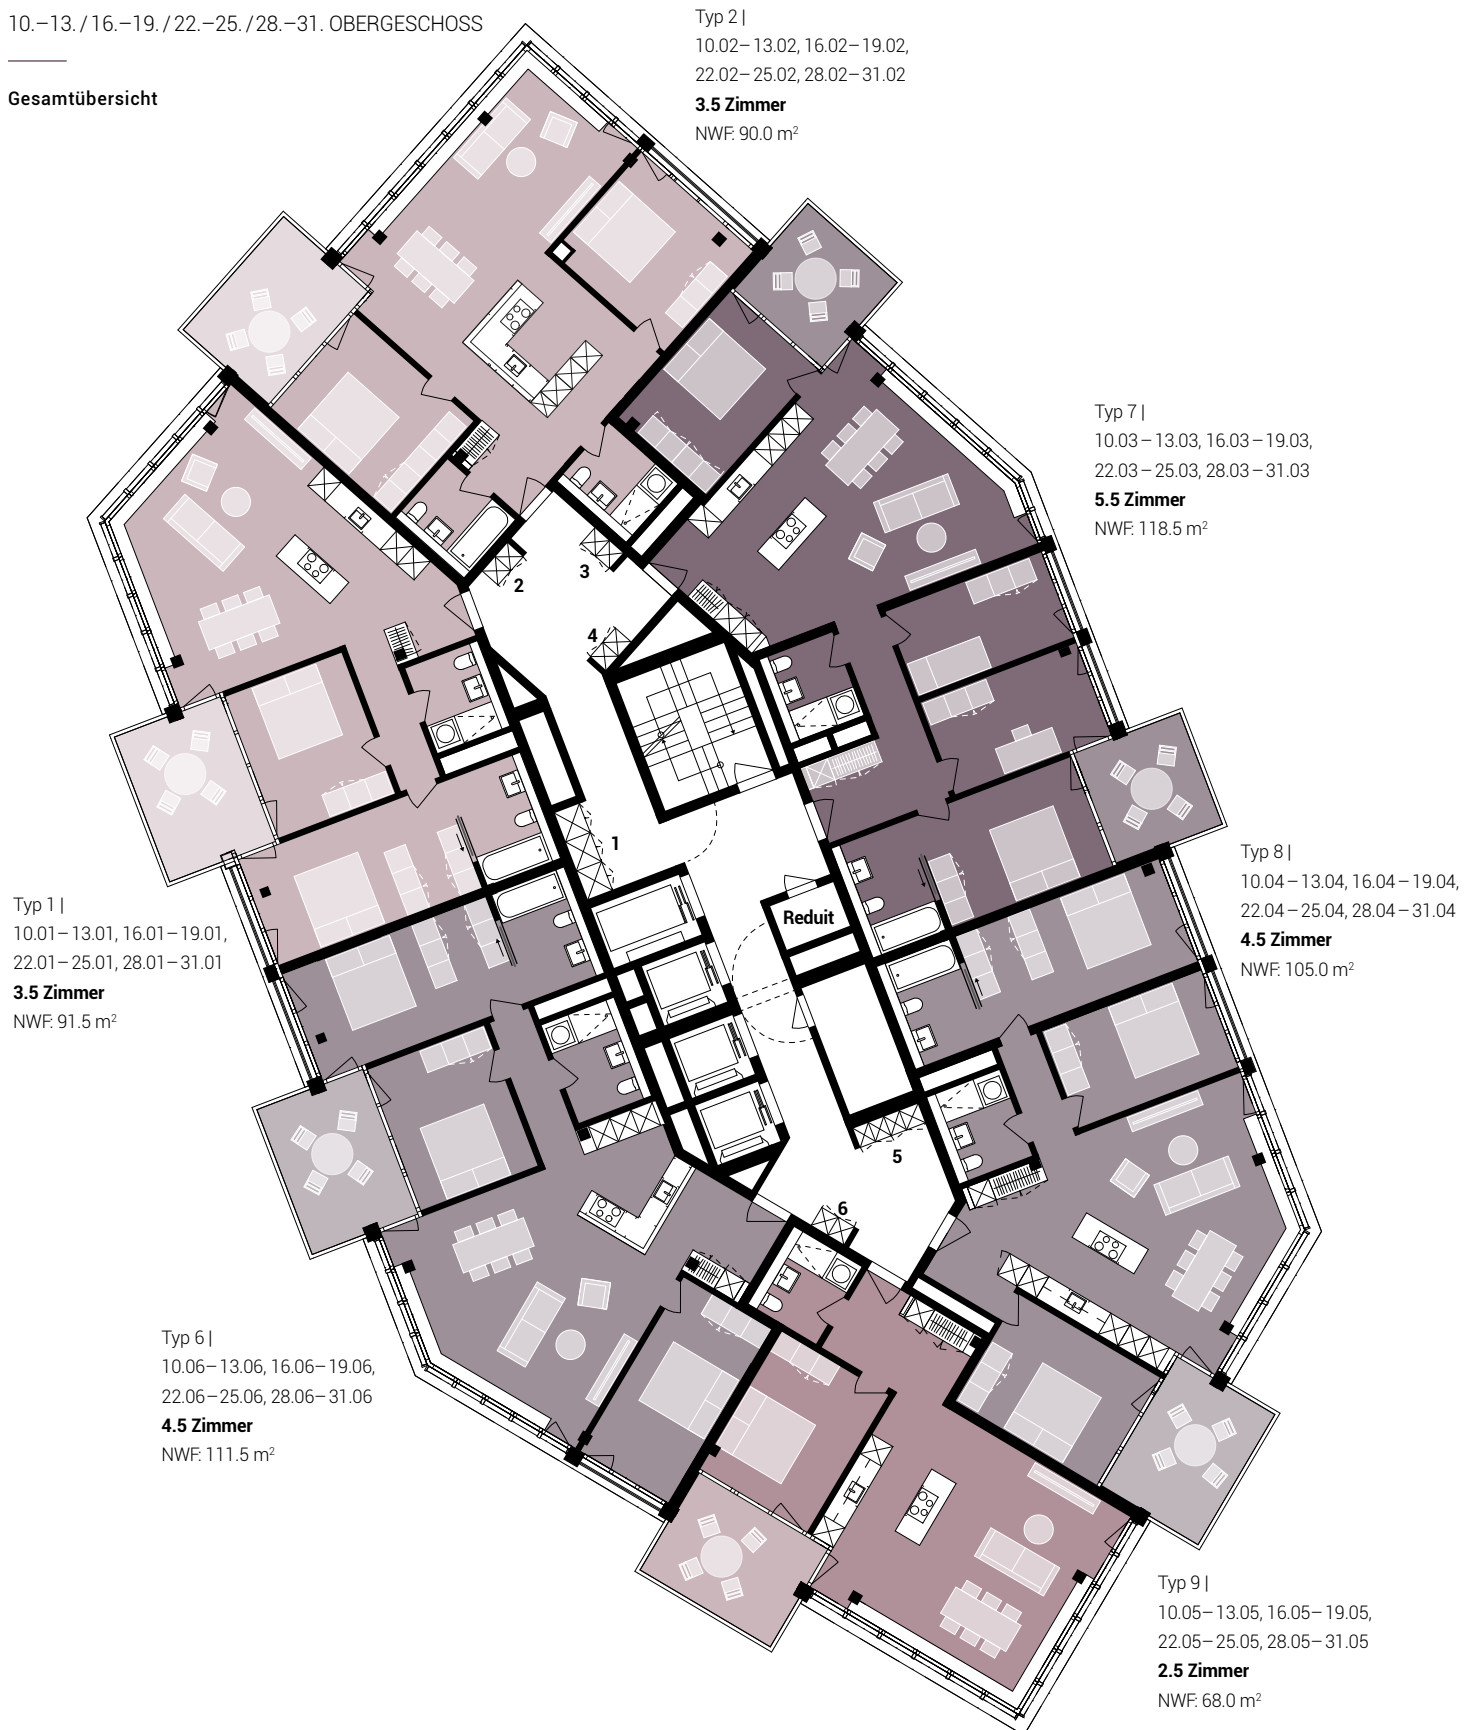 10.–13. / 16.–19. / 22.–25. / 28.–31. OBERGESCHOSS
Gesamtübersicht
Typ 2 |
10.02–13.02, 16.02–19.02,
22.02–25.02, 28.02–31.02
3.5 Zimmer
NWF: 90.0 m²
Typ 7 |
10.03–13.03, 16.03–19.03,
22.03–25.03, 28.03–31.03
5.5 Zimmer
NWF: 118.5 m²
2
3
4
1
Reduit
5
6
Typ 8 |
10.04–13.04, 16.04–19.04,
22.04–25.04, 28.04–31.04
4.5 Zimmer
NWF: 105.0 m²
Typ 1 |
10.01–13.01, 16.01–19.01,
22.01–25.01, 28.01–31.01
3.5 Zimmer
NWF: 91.5 m²
Typ 6 |
10.06–13.06, 16.06–19.06,
22.06–25.06, 28.06–31.06
4.5 Zimmer
NWF: 111.5 m²
Typ 9 |
10.05–13.05, 16.05–19.05,
22.05–25.05, 28.05–31.05
2.5 Zimmer
NWF: 68.0 m²